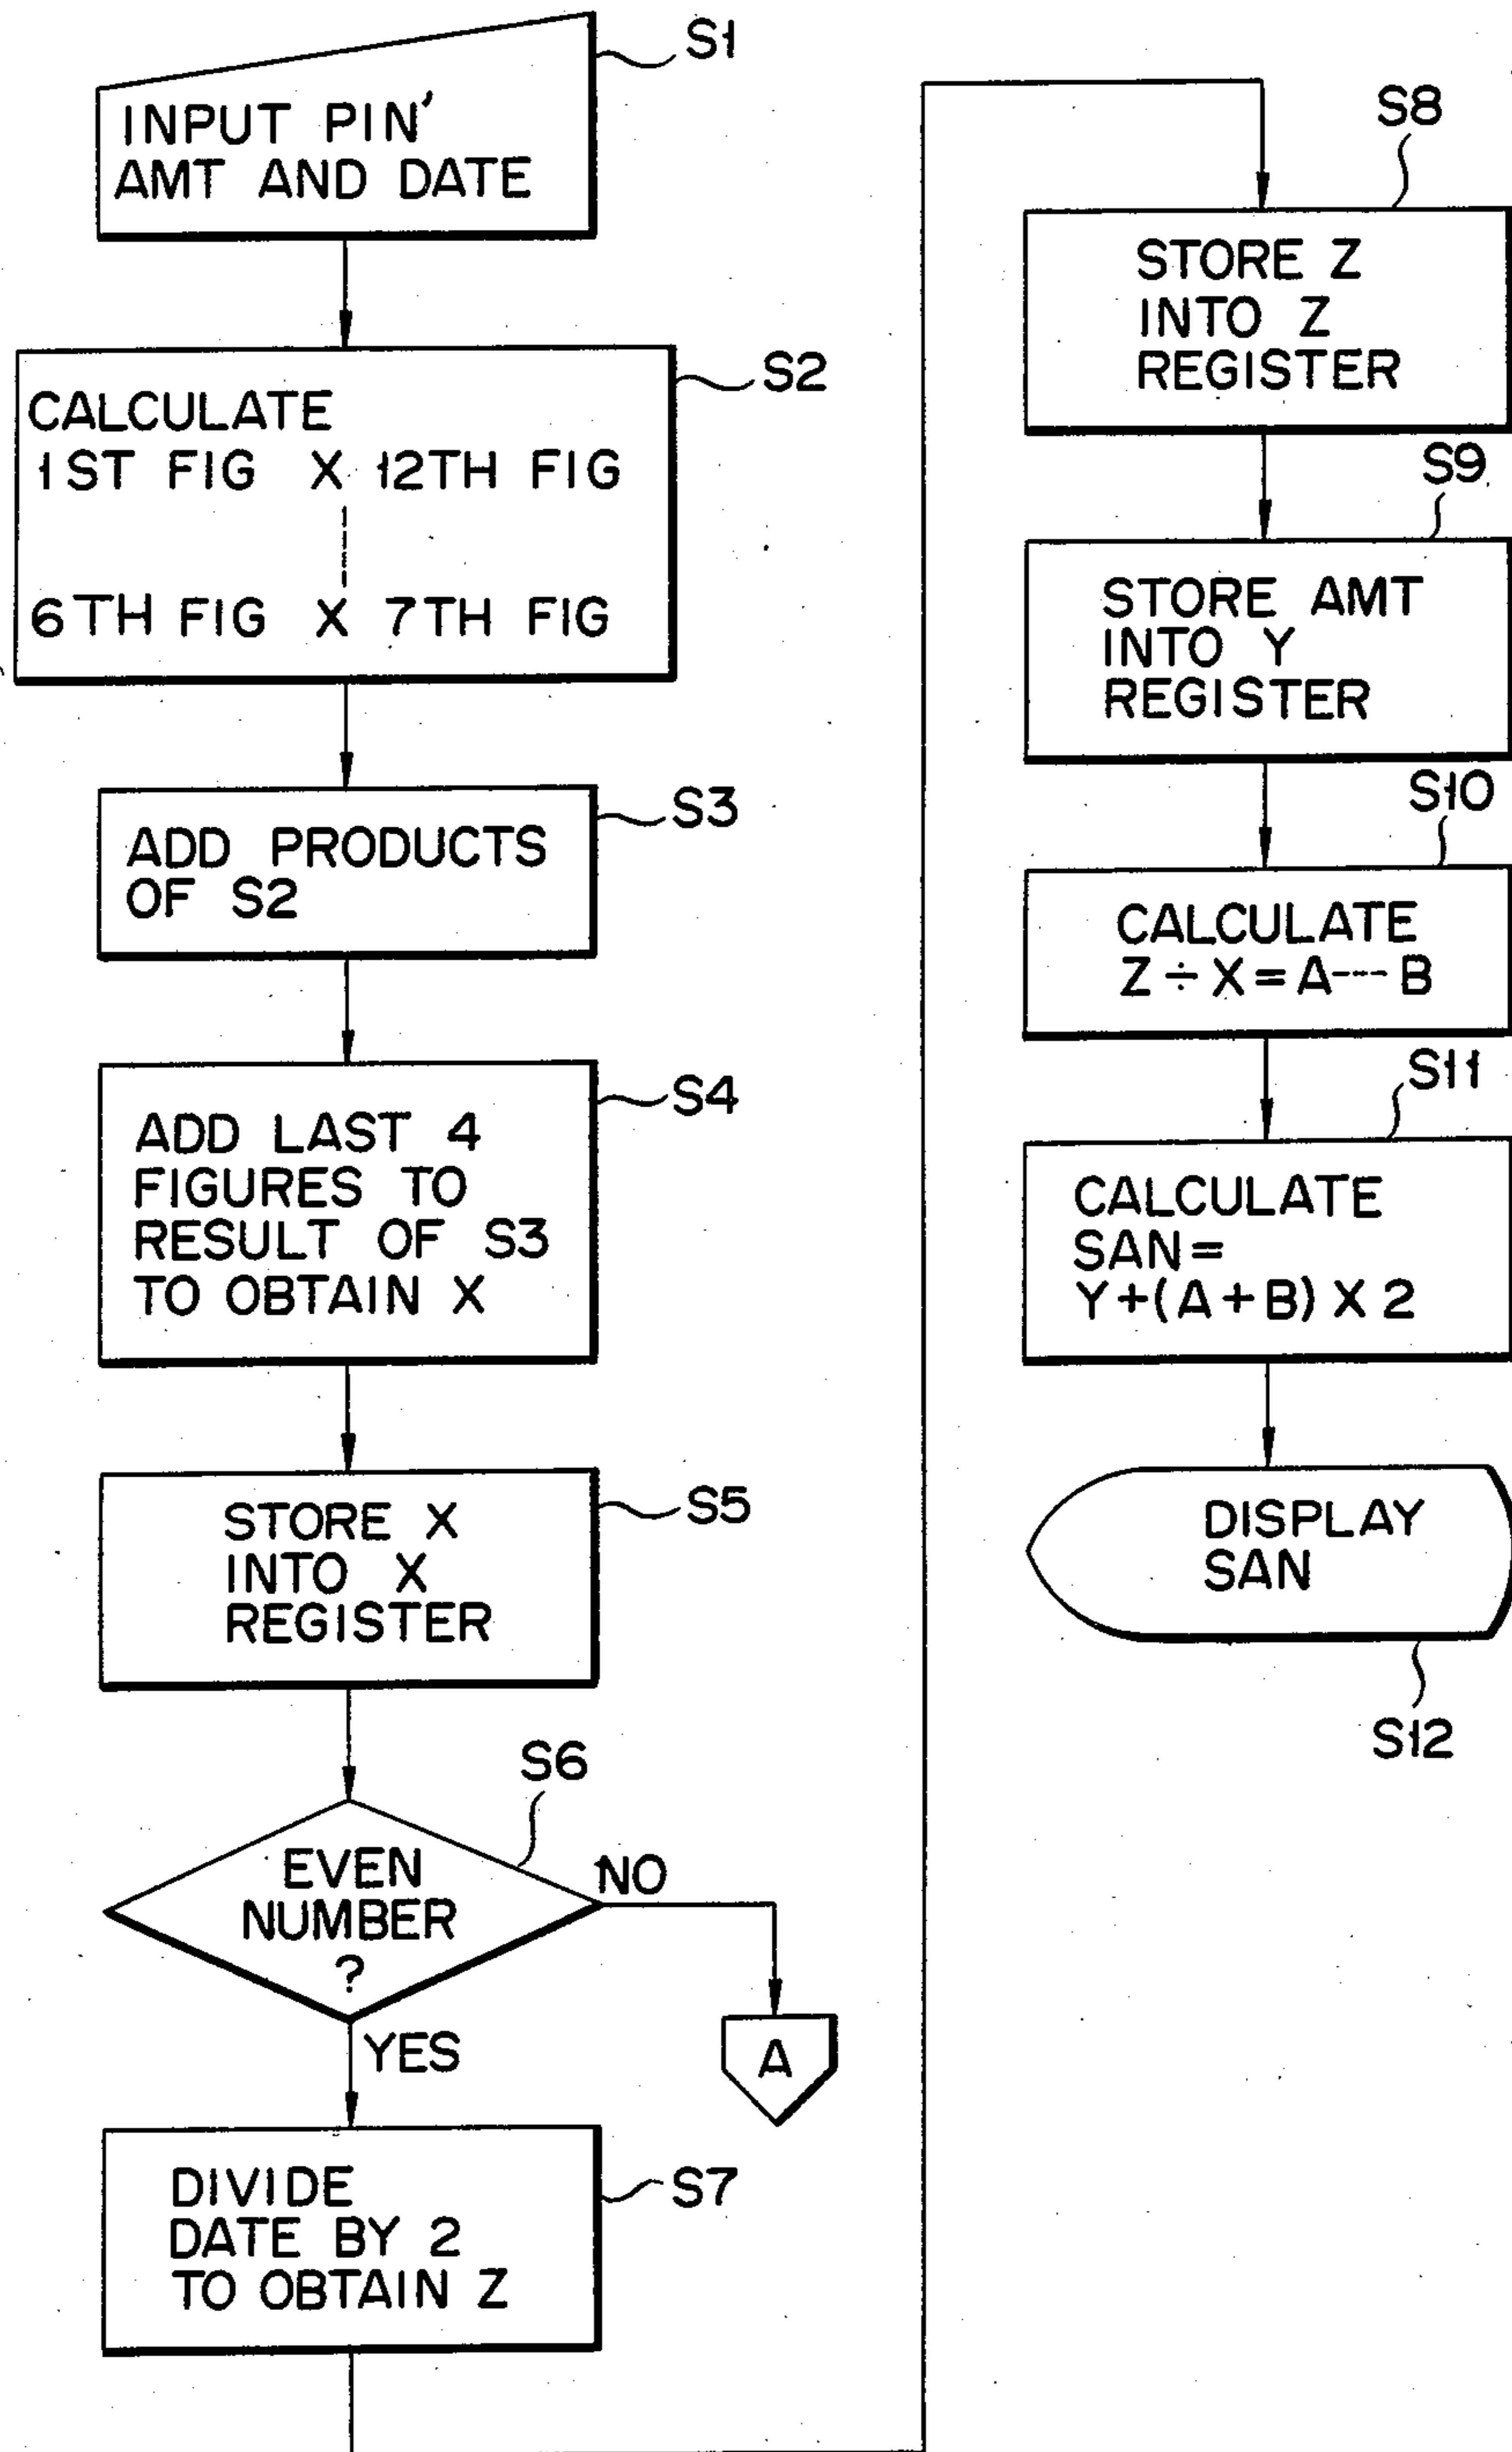 S1
INPUT PIN'
AMT AND DATE
S2
CALCULATE
1ST FIG X 12TH FIG
6TH FIG X 7TH FIG
S3
ADD PRODUCTS
OF S2
S4
ADD LAST 4
FIGURES TO
RESULT OF S3
TO OBTAIN X
S5
STORE X
INTO X
REGISTER
S6
EVEN
NUMBER
?
NO
A
YES
S7
DIVIDE
DATE BY 2
TO OBTAIN Z
S8
STORE Z
INTO Z
REGISTER
S9
STORE AMT
INTO Y
REGISTER
S10
CALCULATE
Z ÷ X = A --- B
S11
CALCULATE
SAN =
Y + (A + B) X 2
DISPLAY
SAN
S12